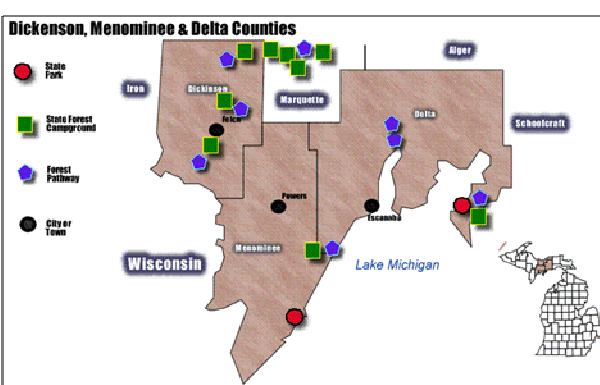 Dickenson, Menominee & Delta Counties
State
Park
State Forest
Campground
Forest
Pathway
City or
Town
Iron
Dickinson
Felch
Marquette
Alger
Delta
Schoolcraft
Powers
Escanaba
Menominee
Wisconsin
Lake Michigan